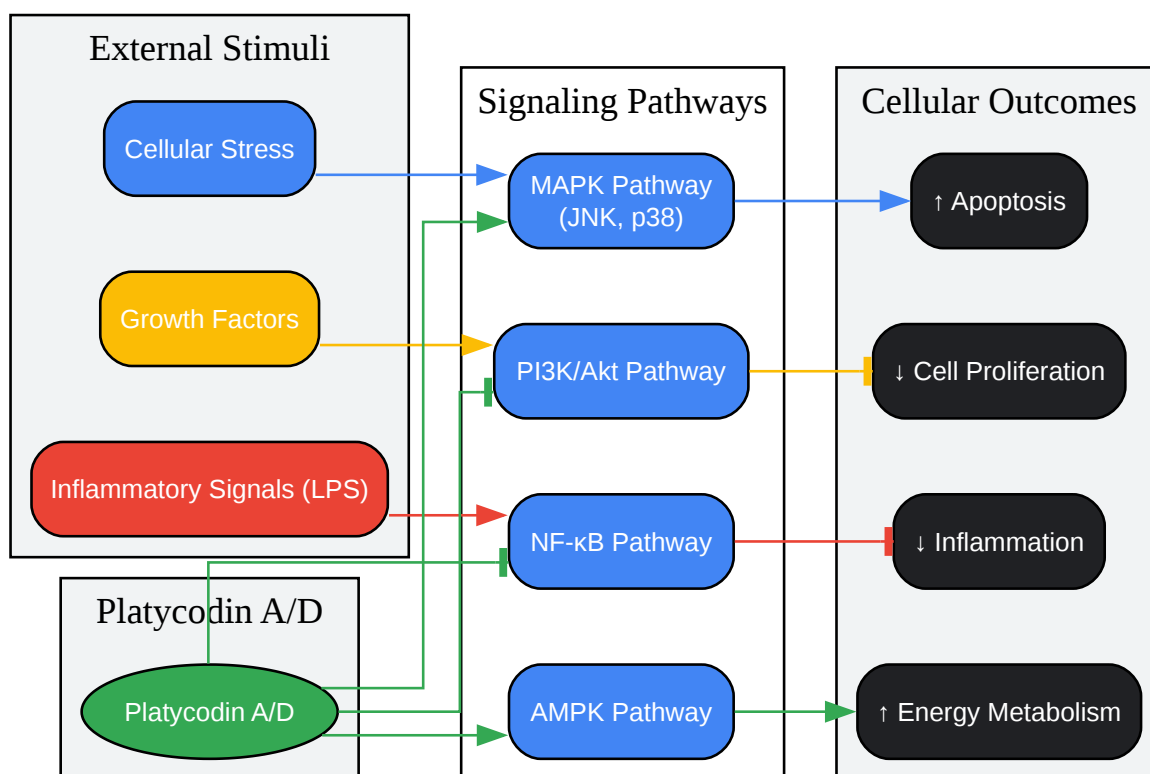 External Stimuli
Cellular Stress
Growth Factors
Inflammatory Signals (LPS)
Platycodin A/D
Platycodin A/D
Signaling Pathways
MAPK Pathway
(JNK, p38)
PI3K/Akt Pathway
NF-κB Pathway
AMPK Pathway
Cellular Outcomes
↑ Apoptosis
↓ Cell Proliferation
↓ Inflammation
↑ Energy Metabolism